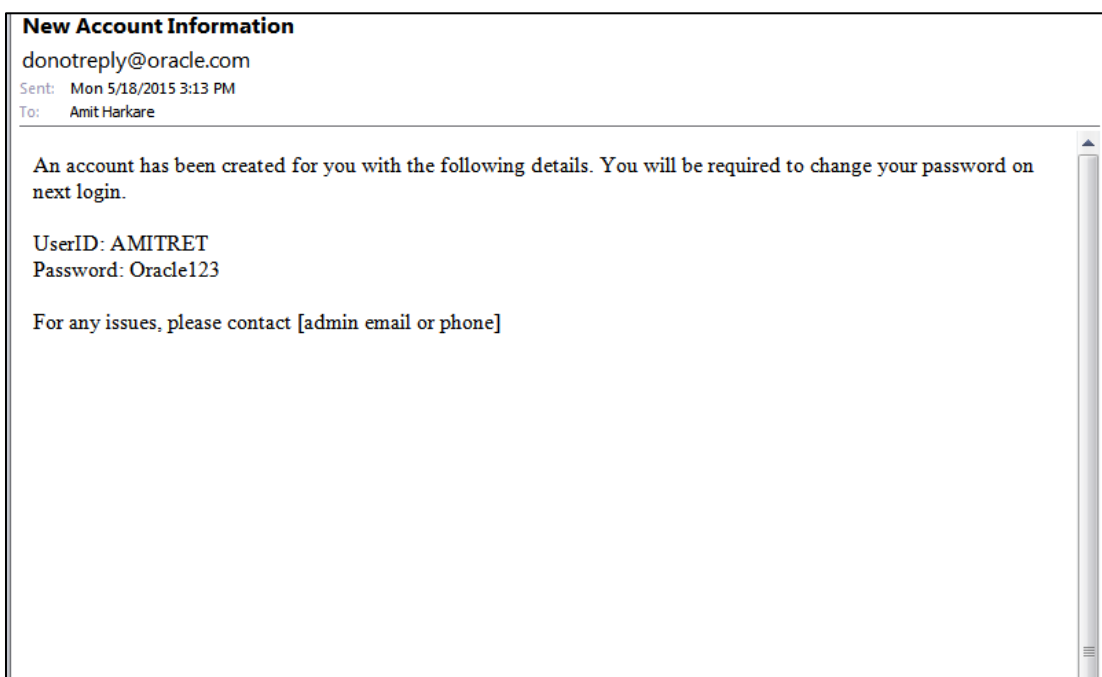 New Account Information
donotreply@oracle.com
Sent: Mon 5/18/2015 3:13 PM
To: Amit Harkare
An account has been created for you with the following details. You will be required to change your password on
next login.
UserID: AMITRET
Password: Oracle123
For any issues, please contact [admin email or phone]